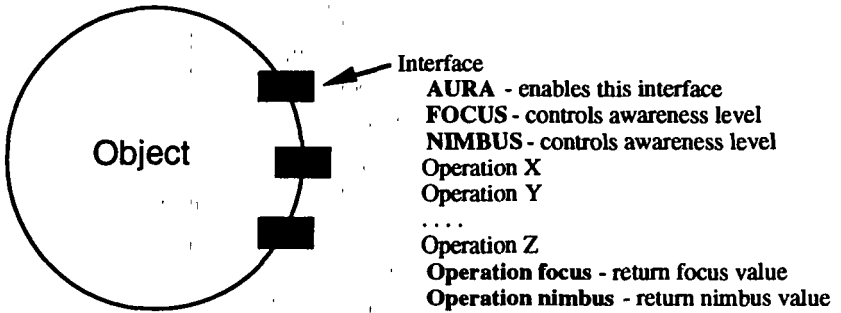 Object
Interface
AURA - enables this interface
FOCUS - controls awareness level
NIMBUS - controls awareness level
Operation X
Operation Y
....
Operation Z
Operation focus - return focus value
Operation nimbus - return nimbus value